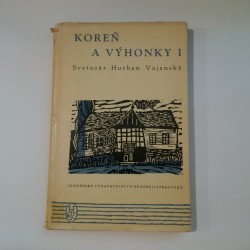 KOREŇ
A VÝHONKY I
Svetozár Hurban Vajanský
SLOVENSKÉ VYDAVATEĽSTVO KRÁSNEJ LITERATÚRY